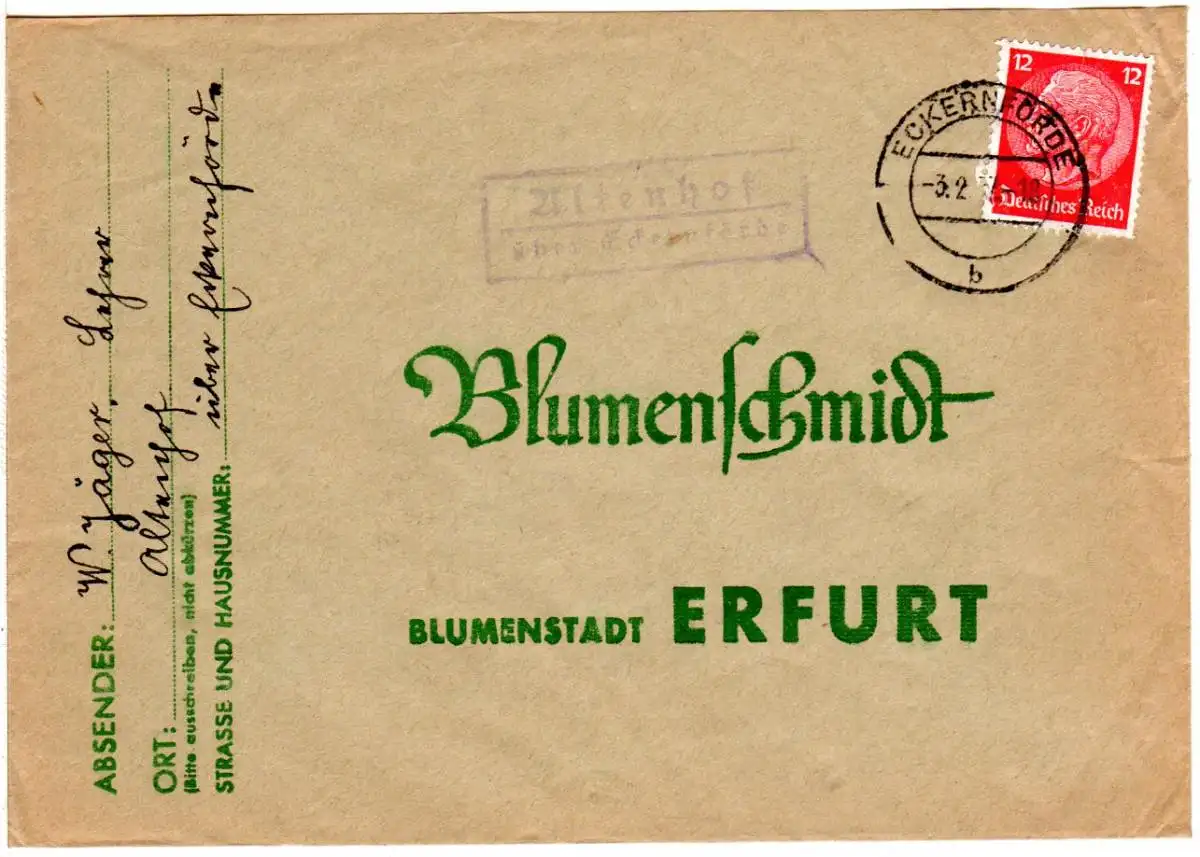 12 12
Deutsches Reich
ECKERNFÖRDE
-3.2
b
Altenhof
über Eckernförde
Blumenschmidt
BLUMENSTADT ERFURT
ABSENDER: W. Jäger, Lehrer
ORT: Altenhof
(Bitte ausschreiben, nicht abkürzen)
STRASSE UND HAUSNUMMER: über Eckernförde